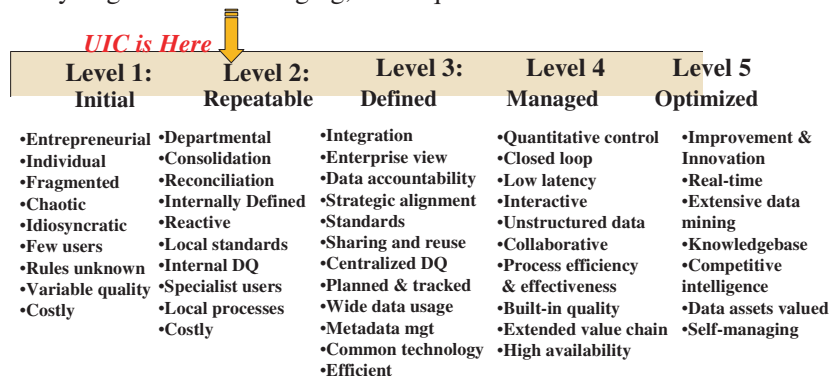 UIC is Here
Level 1:
Initial
•Entrepreneurial
•Individual
•Fragmented
•Chaotic
•Idiosyncratic
•Few users
•Rules unknown
•Variable quality
•Costly
Level 2:
Repeatable
•Departmental
•Consolidation
•Reconciliation
•Internally Defined
•Reactive
•Local standards
•Internal DQ
•Specialist users
•Local processes
•Costly
Level 3:
Defined
•Integration
•Enterprise view
•Data accountability
•Strategic alignment
•Standards
•Sharing and reuse
•Centralized DQ
•Planned & tracked
•Wide data usage
•Metadata mgt
•Common technology
•Efficient
Level 4
Managed
•Quantitative control
•Closed loop
•Low latency
•Interactive
•Unstructured data
•Collaborative
•Process efficiency
& effectiveness
•Built-in quality
•Extended value chain
•High availability
Level 5
Optimized
•Improvement &
Innovation
•Real-time
•Extensive data
mining
•Knowledgebase
•Competitive
intelligence
•Data assets valued
•Self-managing